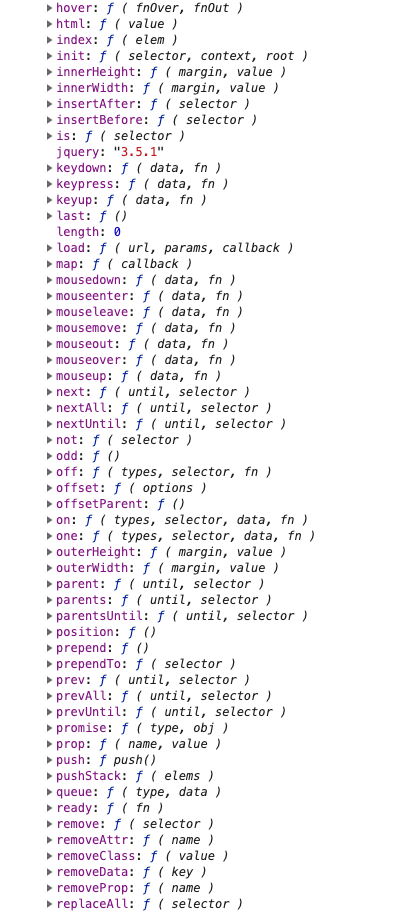 hover: ƒ ( fnOver, fnOut )
html: ƒ ( value )
index: ƒ ( elem )
init: ƒ ( selector, context, root )
innerHeight: ƒ ( margin, value )
innerWidth: ƒ ( margin, value )
insertAfter: ƒ ( selector )
insertBefore: ƒ ( selector )
is: ƒ ( selector )
jquery: "3.5.1"
keydown: ƒ ( data, fn )
keypress: ƒ ( data, fn )
keyup: ƒ ( data, fn )
last: ƒ ()
length: 0
load: ƒ ( url, params, callback )
map: ƒ ( callback )
mousedown: ƒ ( data, fn )
mouseenter: ƒ ( data, fn )
mouseleave: ƒ ( data, fn )
mousemove: ƒ ( data, fn )
mouseout: ƒ ( data, fn )
mouseover: ƒ ( data, fn )
mouseup: ƒ ( data, fn )
next: ƒ ( until, selector )
nextAll: ƒ ( until, selector )
nextUntil: ƒ ( until, selector )
not: ƒ ( selector )
odd: ƒ ()
off: ƒ ( types, selector, fn )
offset: ƒ ( options )
offsetParent: ƒ ()
on: ƒ ( types, selector, data, fn )
one: ƒ ( types, selector, data, fn )
outerHeight: ƒ ( margin, value )
outerWidth: ƒ ( margin, value )
parent: ƒ ( until, selector )
parents: ƒ ( until, selector )
parentsUntil: ƒ ( until, selector )
position: ƒ ()
prepend: ƒ ()
prependTo: ƒ ( selector )
prev: ƒ ( until, selector )
prevAll: ƒ ( until, selector )
prevUntil: ƒ ( until, selector )
promise: ƒ ( type, obj )
prop: ƒ ( name, value )
push: ƒ push()
pushStack: ƒ ( elems )
queue: ƒ ( type, data )
ready: ƒ ( fn )
remove: ƒ ( selector )
removeAttr: ƒ ( name )
removeClass: ƒ ( value )
removeData: ƒ ( key )
removeProp: ƒ ( name )
replaceAll: ƒ ( selector )